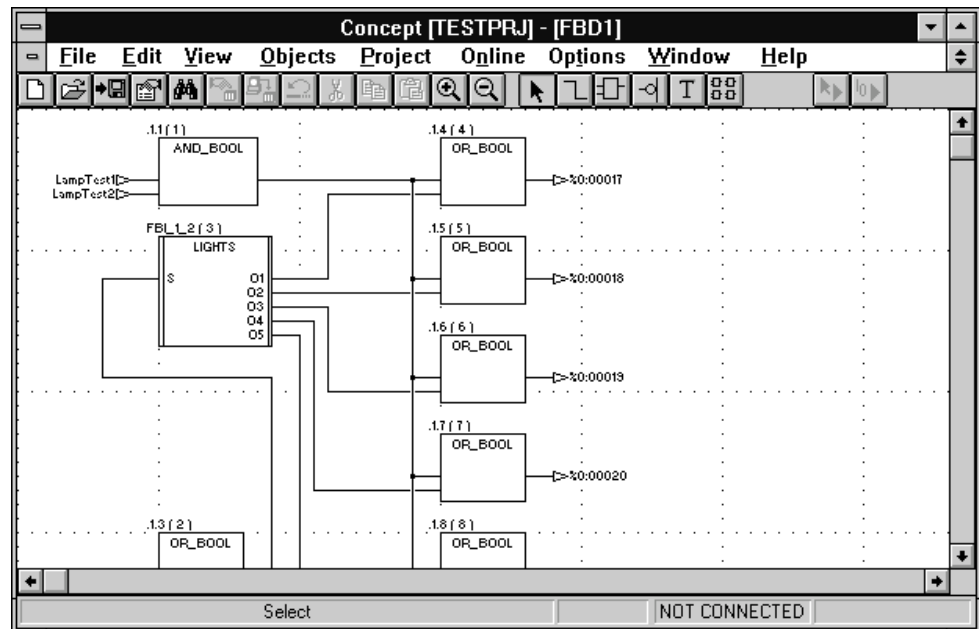 Concept [TESTPRJ] - [FBD1]
File Edit View Objects Project Online Options Window Help
T
.1.1 ( 1 )
AND_BOOL
LampTest1
LampTest2
.1.4 ( 4 )
OR_BOOL
%0:00017
FBI_1_2 ( 3 )
LIGHTS
S
O1
O2
O3
O4
O5
.1.5 ( 5 )
OR_BOOL
%0:00018
.1.6 ( 6 )
OR_BOOL
%0:00019
.1.7 ( 7 )
OR_BOOL
%0:00020
.1.3 ( 2 )
OR_BOOL
.1.8 ( 8 )
OR_BOOL
Select NOT CONNECTED